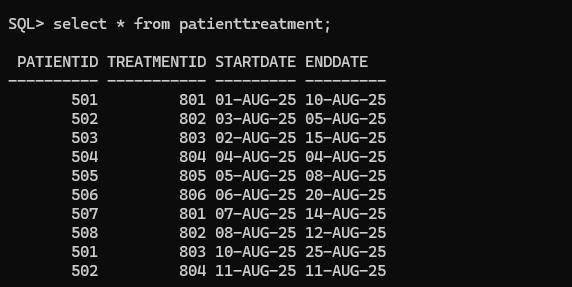 SQL> select * from patienttreatment;
PATIENTID TREATMENTID STARTDATE ENDDATE
---------- ----------- --------- ---------
501 801 01-AUG-25 10-AUG-25
502 802 03-AUG-25 05-AUG-25
503 803 02-AUG-25 15-AUG-25
504 804 04-AUG-25 04-AUG-25
505 805 05-AUG-25 08-AUG-25
506 806 06-AUG-25 20-AUG-25
507 801 07-AUG-25 14-AUG-25
508 802 08-AUG-25 12-AUG-25
501 803 10-AUG-25 25-AUG-25
502 804 11-AUG-25 11-AUG-25